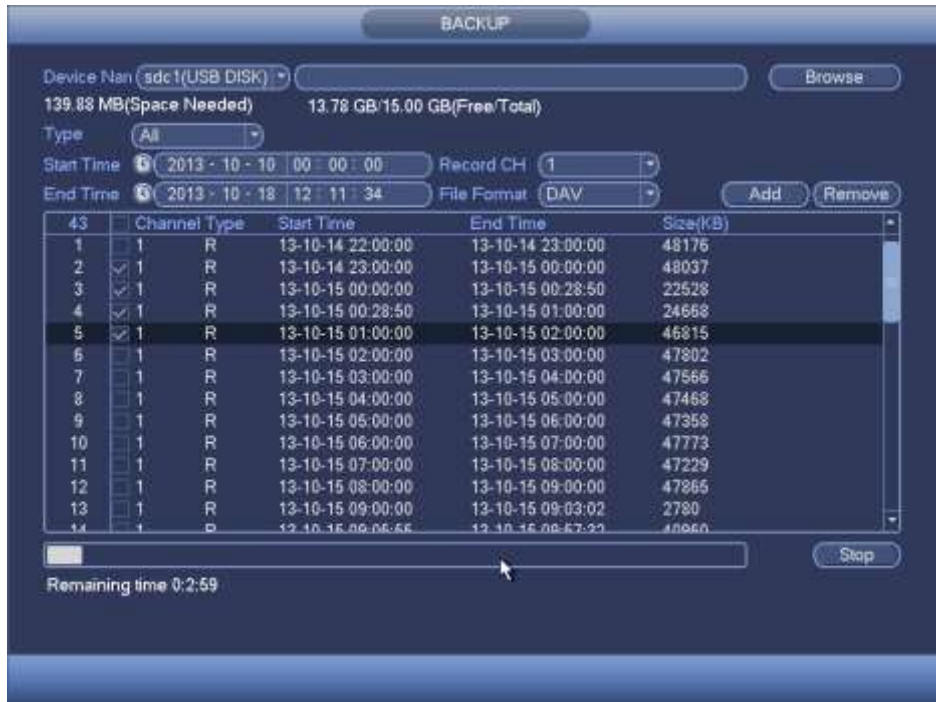 BACKUP
Device Nan sdc1(USB DISK) Browse
139.88 MB(Space Needed) 13.78 GB/15.00 GB(Free/Total)
Type All
Start Time 2013 - 10 - 10 00 : 00 : 00 Record CH 1
End Time 2013 - 10 - 18 12 : 11 : 34 File Format DAV Add Remove
43 Channel Type Start Time End Time Size(KB)
1 1 R 13-10-14 22:00:00 13-10-14 23:00:00 48176
2 1 R 13-10-14 23:00:00 13-10-15 00:00:00 48037
3 1 R 13-10-15 00:00:00 13-10-15 00:28:50 22528
4 1 R 13-10-15 00:28:50 13-10-15 01:00:00 24668
5 1 R 13-10-15 01:00:00 13-10-15 02:00:00 46815
6 1 R 13-10-15 02:00:00 13-10-15 03:00:00 47802
7 1 R 13-10-15 03:00:00 13-10-15 04:00:00 47566
8 1 R 13-10-15 04:00:00 13-10-15 05:00:00 47468
9 1 R 13-10-15 05:00:00 13-10-15 06:00:00 47358
10 1 R 13-10-15 06:00:00 13-10-15 07:00:00 47773
11 1 R 13-10-15 07:00:00 13-10-15 08:00:00 47229
12 1 R 13-10-15 08:00:00 13-10-15 09:00:00 47865
13 1 R 13-10-15 09:00:00 13-10-15 09:03:02 2780
14 1 R
Stop
Remaining time 0:2:59